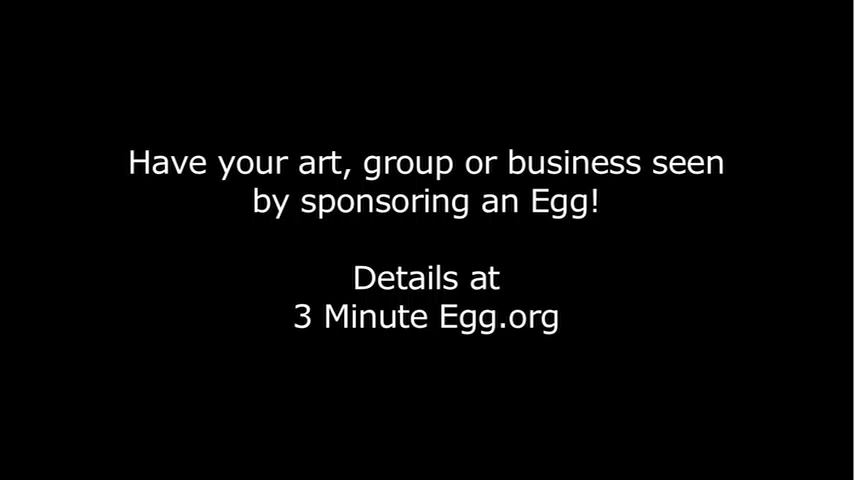 Have your art, group or business seen
by sponsoring an Egg!
Details at
3 Minute Egg.org